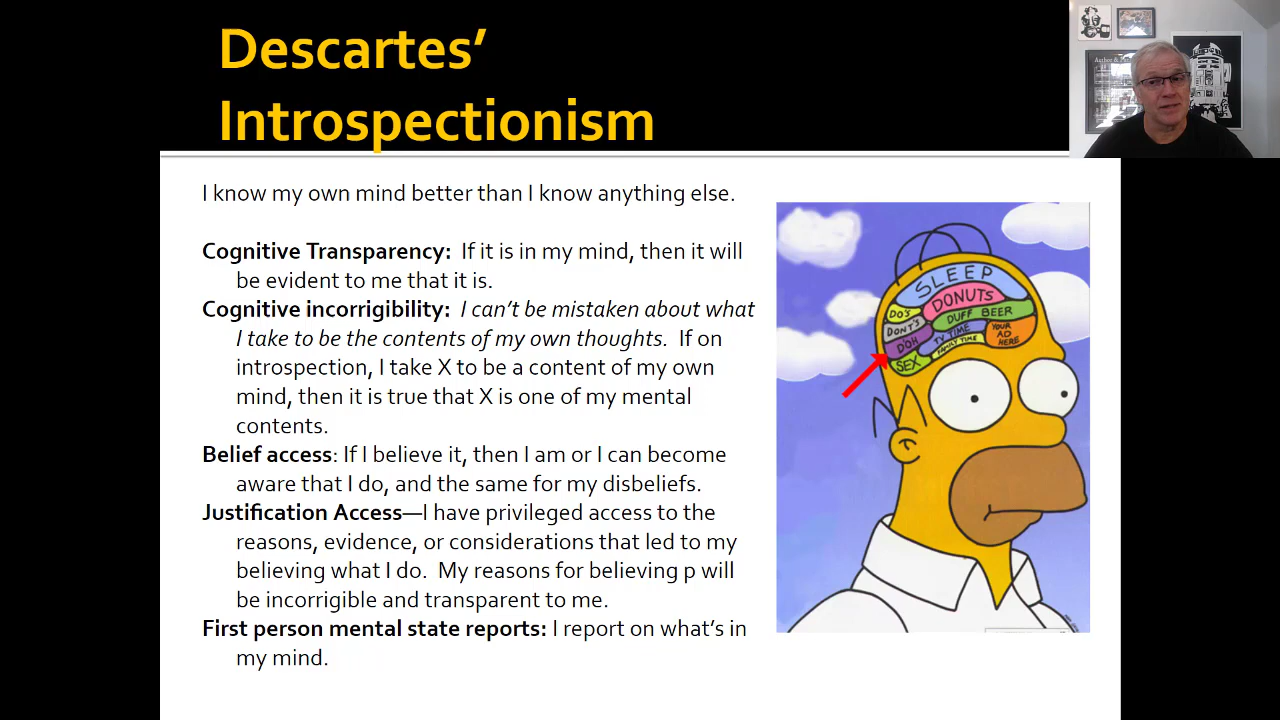 Descartes’
Introspectionism
I know my own mind better than I know anything else.
Cognitive Transparency:  If it is in my mind, then it will
be evident to me that it is.
Cognitive incorrigibility:  I can’t be mistaken about what
I take to be the contents of my own thoughts.  If on
introspection, I take X to be a content of my own
mind, then it is true that X is one of my mental
contents.
Belief access: If I believe it, then I am or I can become
aware that I do, and the same for my disbeliefs.
Justification Access—I have privileged access to the
reasons, evidence, or considerations that led to my
believing what I do.  My reasons for believing p will
be incorrigible and transparent to me.
First person mental state reports: I report on what’s in
my mind.
SLEEP
DONUTS
DO'S
DUFF BEER
DON'T'S
TV TIME
YOUR
AD
HERE
D'OH
FAMILY TIME
SEX
Author &